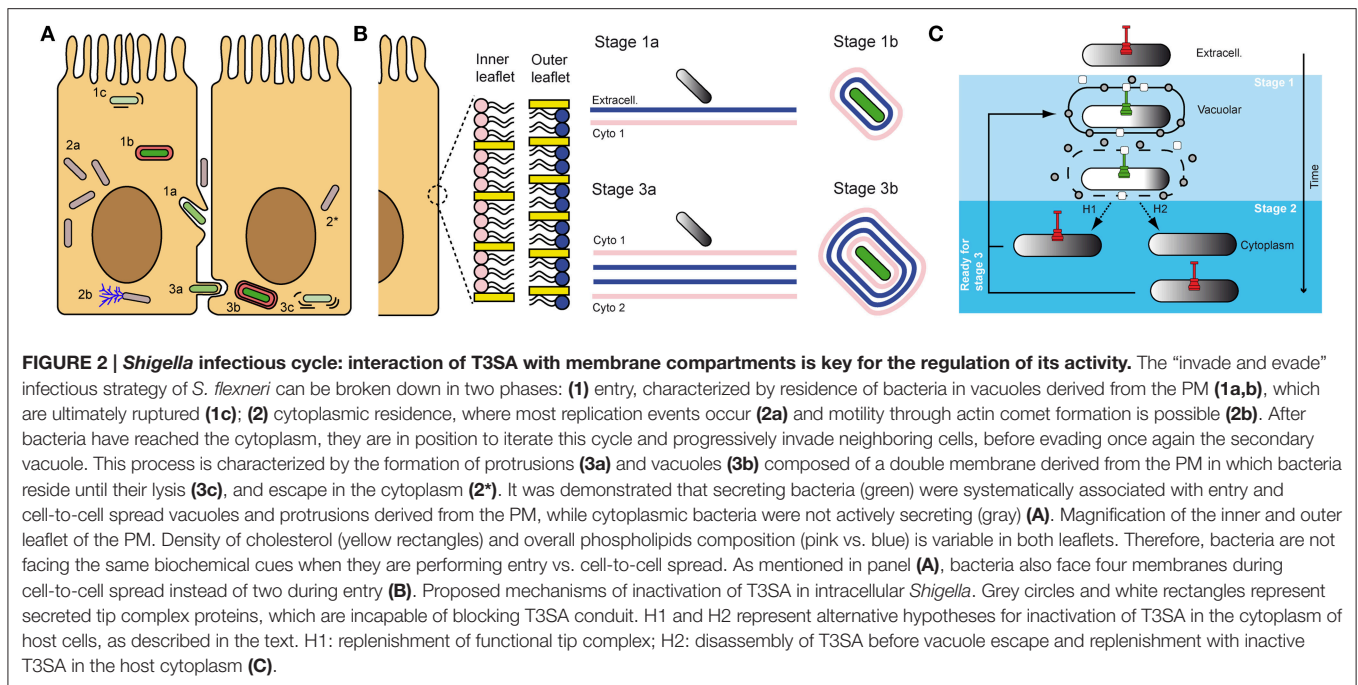 A
1c
2a
1b
1a
2*
2b
3a
3b
3c
B
Inner leaflet
Outer leaflet
Stage 1a
Extracell.
Cyto 1
Stage 1b
Stage 3a
Cyto 1
Cyto 2
Stage 3b
C
Extracell.
Stage 1
Vacuolar
H1
H2
Stage 2
Cytoplasm
Ready for stage 3
Time
FIGURE 2 | Shigella infectious cycle: interaction of T3SA with membrane compartments is key for the regulation of its activity. The “invade and evade”
infectious strategy of S. flexneri can be broken down in two phases: (1) entry, characterized by residence of bacteria in vacuoles derived from the PM (1a,b), which
are ultimately ruptured (1c); (2) cytoplasmic residence, where most replication events occur (2a) and motility through actin comet formation is possible (2b). After
bacteria have reached the cytoplasm, they are in position to iterate this cycle and progressively invade neighboring cells, before evading once again the secondary
vacuole. This process is characterized by the formation of protrusions (3a) and vacuoles (3b) composed of a double membrane derived from the PM in which bacteria
reside until their lysis (3c), and escape in the cytoplasm (2*). It was demonstrated that secreting bacteria (green) were systematically associated with entry and
cell-to-cell spread vacuoles and protrusions derived from the PM, while cytoplasmic bacteria were not actively secreting (gray) (A). Magnification of the inner and outer
leaflet of the PM. Density of cholesterol (yellow rectangles) and overall phospholipids composition (pink vs. blue) is variable in both leaflets. Therefore, bacteria are not
facing the same biochemical cues when they are performing entry vs. cell-to-cell spread. As mentioned in panel (A), bacteria also face four membranes during
cell-to-cell spread instead of two during entry (B). Proposed mechanisms of inactivation of T3SA in intracellular Shigella. Grey circles and white rectangles represent
secreted tip complex proteins, which are incapable of blocking T3SA conduit. H1 and H2 represent alternative hypotheses for inactivation of T3SA in the cytoplasm of
host cells, as described in the text. H1: replenishment of functional tip complex; H2: disassembly of T3SA before vacuole escape and replenishment with inactive
T3SA in the host cytoplasm (C).